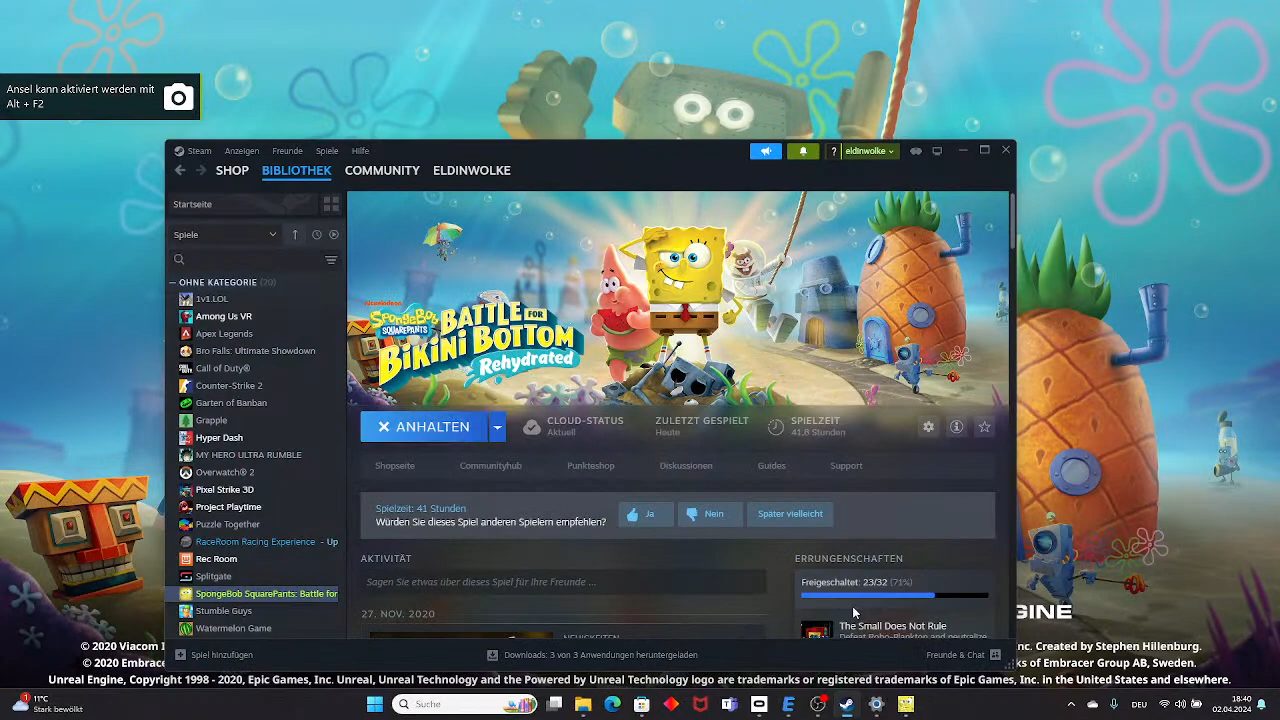 Ansel kann aktiviert werden mit
Alt + F2
Steam Anzeigen Freunde Spiele Hilfe
? eldinwolke
SHOP BIBLIOTHEK COMMUNITY ELDINWOLKE
Startseite
Spiele
OHNE KATEGORIE (20)
1v1.LOL
Among Us VR
Apex Legends
Bro Falls: Ultimate Showdown
Call of Duty®
Counter-Strike 2
Garten of Banban
Grapple
Hyper Dash
MY HERO ULTRA RUMBLE
Overwatch® 2
Pixel Strike 3D
Project Playtime
Puzzle Together
RaceRoom Racing Experience - Up
Rec Room
Splitgate
SpongeBob SquarePants: Battle for
Stumble Guys
Watermelon Game
Nickelodeon
SpongeBob
SQUAREPANTS
BATTLE FOR
BIKINI BOTTOM
Rehydrated
ANHALTEN
CLOUD-STATUS
Aktuell
ZULETZT GESPIELT
Heute
SPIELZEIT
41,8 Stunden
Shopseite Communityhub Punkteshop Diskussionen Guides Support
Spielzeit: 41 Stunden
Würden Sie dieses Spiel anderen Spielern empfehlen?
Ja Nein Später vielleicht
AKTIVITÄT
Sagen Sie etwas über dieses Spiel für Ihre Freunde ...
27. NOV. 2020
NEUIGKEITEN
ERRUNGENSCHAFTEN
Freigeschaltet: 23/32 (71%)
The Small Does Not Rule
Defeat Robo-Plankton and neutralize
Spiel hinzufügen
Downloads: 3 von 3 Anwendungen heruntergeladen
Freunde & Chat
GINE
© 2020 Viacom I
nc. created by Stephen Hillenburg.
© 2020 Embrace
ks of Embracer Group AB, Sweden.
Unreal Engine, Copyright 1998 - 2020, Epic Games, Inc. Unreal, Unreal Technology and the Powered by Unreal Technology logo are trademarks or registered trademarks of Epic Games, Inc. in the United States and elsewhere.
1
11°C
Stark bewölkt
Suche
18:40
02.04.2024